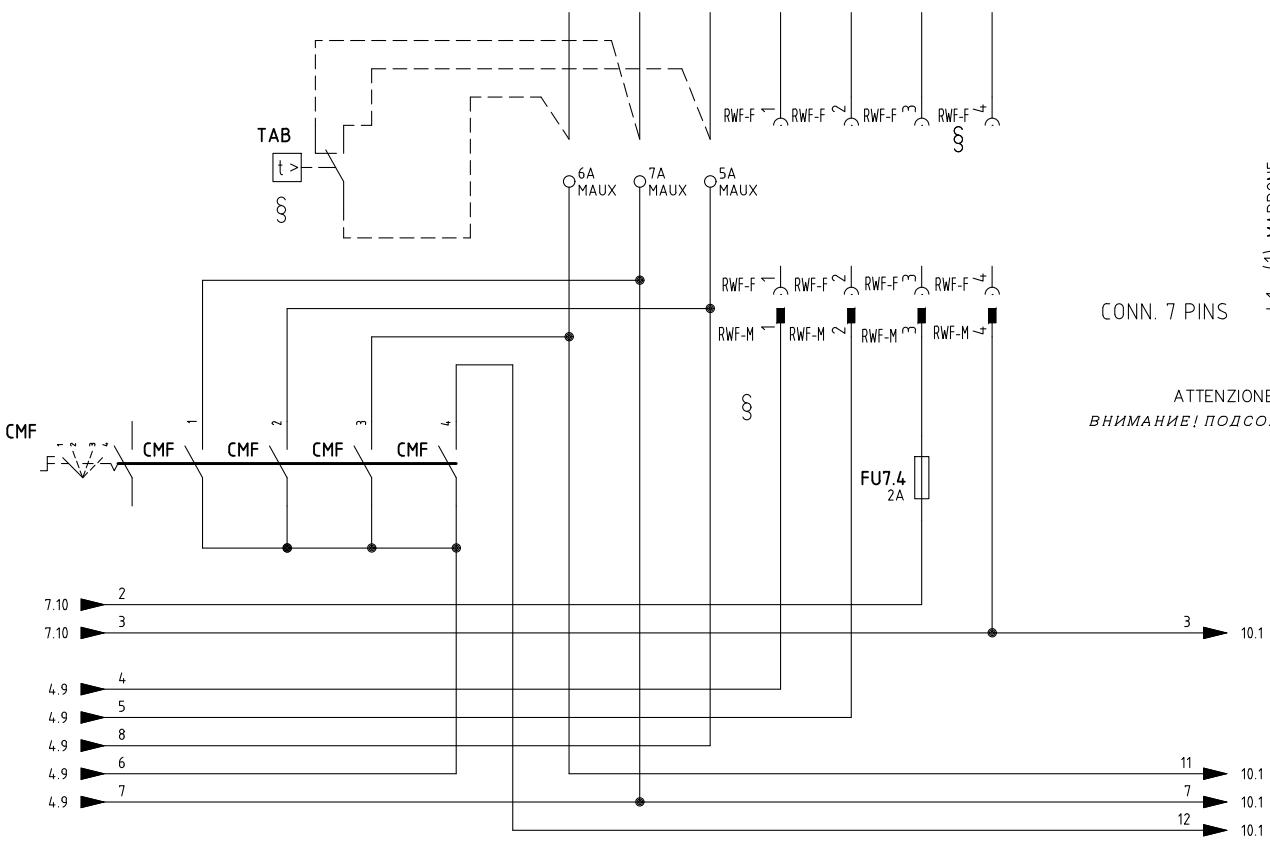 RWF-F 1 RWF-F 2 RWF-F 3 RWF-F 4
§
TAB
t >
§
6A
MAUX
7A
MAUX
5A
MAUX
RWF-F 1 RWF-F 2 RWF-F 3 RWF-F 4
RWF-M 1 RWF-M 2 RWF-M 3 RWF-M 4
CONN. 7 PINS
§
ATTENZIONE
ВНИМАНИЕ! ПОДСО
CMF
1 2 3 4
CMF 1 CMF 2 CMF 3 CMF 4
FU7.4
2A
7.10 2
7.10 3 3 10.1
4.9 4
4.9 5
4.9 8
4.9 6 11 10.1
4.9 7 7 10.1
12 10.1